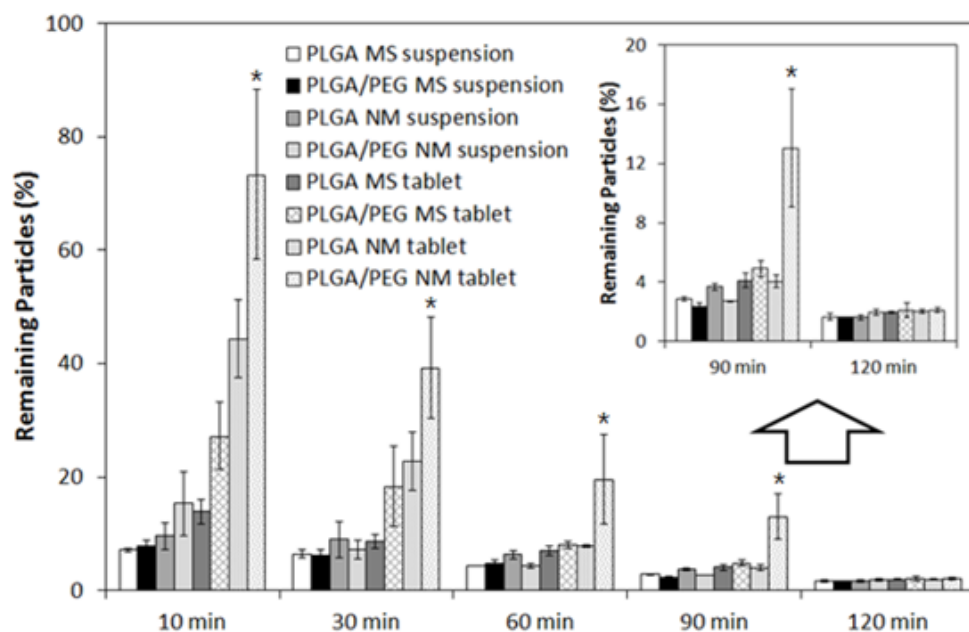 100
80
60
40
20
0
Remaining Particles (%)
PLGA MS suspension
PLGA/PEG MS suspension
PLGA NM suspension
PLGA/PEG NM suspension
PLGA MS tablet
PLGA/PEG MS tablet
PLGA NM tablet
PLGA/PEG NM tablet
*
*
*
*
10 min
30 min
60 min
90 min
120 min
20
16
12
8
4
0
Remaining Particles (%)
*
90 min
120 min